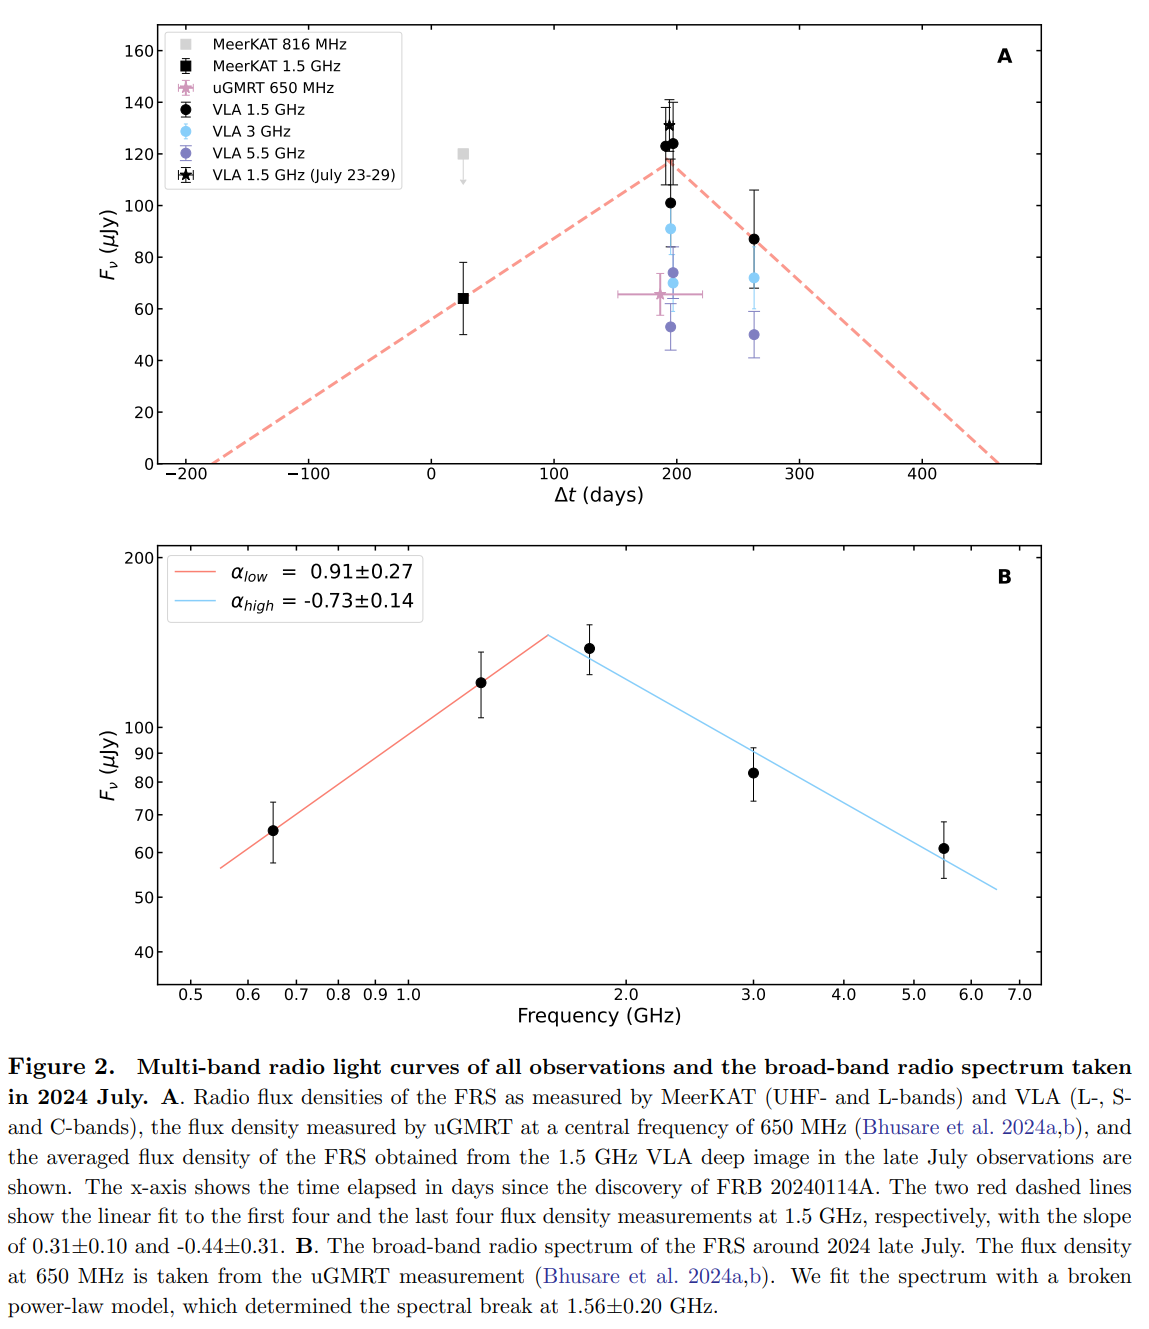 160
140
120
100
80
60
40
20
0
F_ν (μJy)
MeerKAT 816 MHz
MeerKAT 1.5 GHz
uGMRT 650 MHz
VLA 1.5 GHz
VLA 3 GHz
VLA 5.5 GHz
VLA 1.5 GHz (July 23-29)
A
−200 −100 0 100 200 300 400
Δt (days)
200
100
90
80
70
60
50
40
F_ν (μJy)
α_low = 0.91±0.27
α_high = -0.73±0.14
B
0.5 0.6 0.7 0.8 0.9 1.0 2.0 3.0 4.0 5.0 6.0 7.0
Frequency (GHz)
Figure 2. Multi-band radio light curves of all observations and the broad-band radio spectrum taken
in 2024 July. A. Radio flux densities of the FRS as measured by MeerKAT (UHF- and L-bands) and VLA (L-, S-
and C-bands), the flux density measured by uGMRT at a central frequency of 650 MHz (Bhusare et al. 2024a,b), and
the averaged flux density of the FRS obtained from the 1.5 GHz VLA deep image in the late July observations are
shown. The x-axis shows the time elapsed in days since the discovery of FRB 20240114A. The two red dashed lines
show the linear fit to the first four and the last four flux density measurements at 1.5 GHz, respectively, with the slope
of 0.31±0.10 and -0.44±0.31. B. The broad-band radio spectrum of the FRS around 2024 late July. The flux density
at 650 MHz is taken from the uGMRT measurement (Bhusare et al. 2024a,b). We fit the spectrum with a broken
power-law model, which determined the spectral break at 1.56±0.20 GHz.